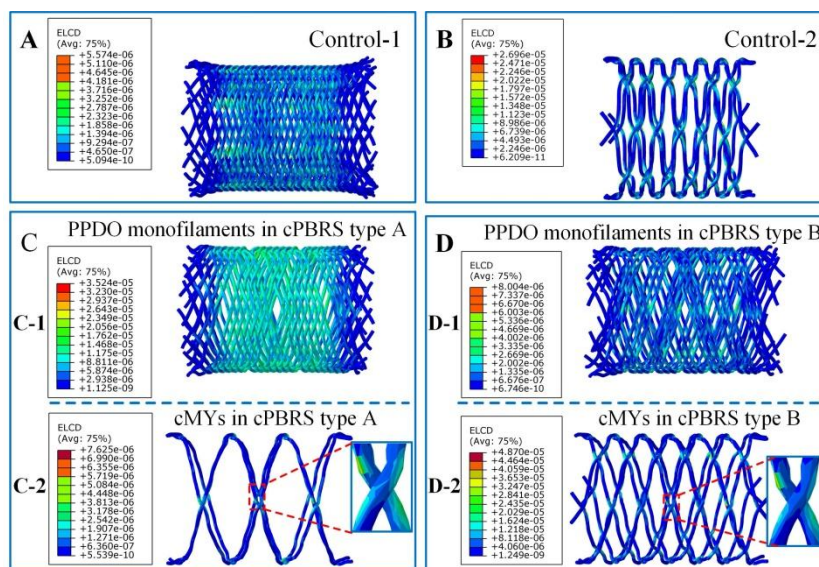 A
ELCD
(Avg: 75%)
+5.574e-06
+5.110e-06
+4.645e-06
+4.181e-06
+3.716e-06
+3.252e-06
+2.787e-06
+2.323e-06
+1.858e-06
+1.394e-06
+9.294e-07
+4.650e-07
+5.094e-10
Control-1
B
ELCD
(Avg: 75%)
+2.696e-05
+2.471e-05
+2.246e-05
+2.022e-05
+1.797e-05
+1.572e-05
+1.348e-05
+1.123e-05
+8.986e-06
+6.739e-06
+4.493e-06
+2.246e-06
+6.209e-11
Control-2
C
PPDO monofilaments in cPBRS type A
C-1
ELCD
(Avg: 75%)
+3.524e-05
+3.230e-05
+2.937e-05
+2.643e-05
+2.349e-05
+2.056e-05
+1.762e-05
+1.468e-05
+1.175e-05
+8.811e-06
+5.874e-06
+2.938e-06
+1.125e-09
cMYs in cPBRS type A
C-2
ELCD
(Avg: 75%)
+7.625e-06
+6.990e-06
+6.355e-06
+5.719e-06
+5.084e-06
+4.448e-06
+3.813e-06
+3.178e-06
+2.542e-06
+1.907e-06
+1.271e-06
+6.360e-07
+5.539e-10
D
PPDO monofilaments in cPBRS type B
D-1
ELCD
(Avg: 75%)
+8.004e-06
+7.337e-06
+6.670e-06
+6.003e-06
+5.336e-06
+4.669e-06
+4.002e-06
+3.335e-06
+2.669e-06
+2.002e-06
+1.335e-06
+6.676e-07
+6.746e-10
cMYs in cPBRS type B
D-2
ELCD
(Avg: 75%)
+4.870e-05
+4.464e-05
+4.059e-05
+3.653e-05
+3.247e-05
+2.841e-05
+2.435e-05
+2.029e-05
+1.624e-05
+1.218e-05
+8.118e-06
+4.060e-06
+1.249e-09